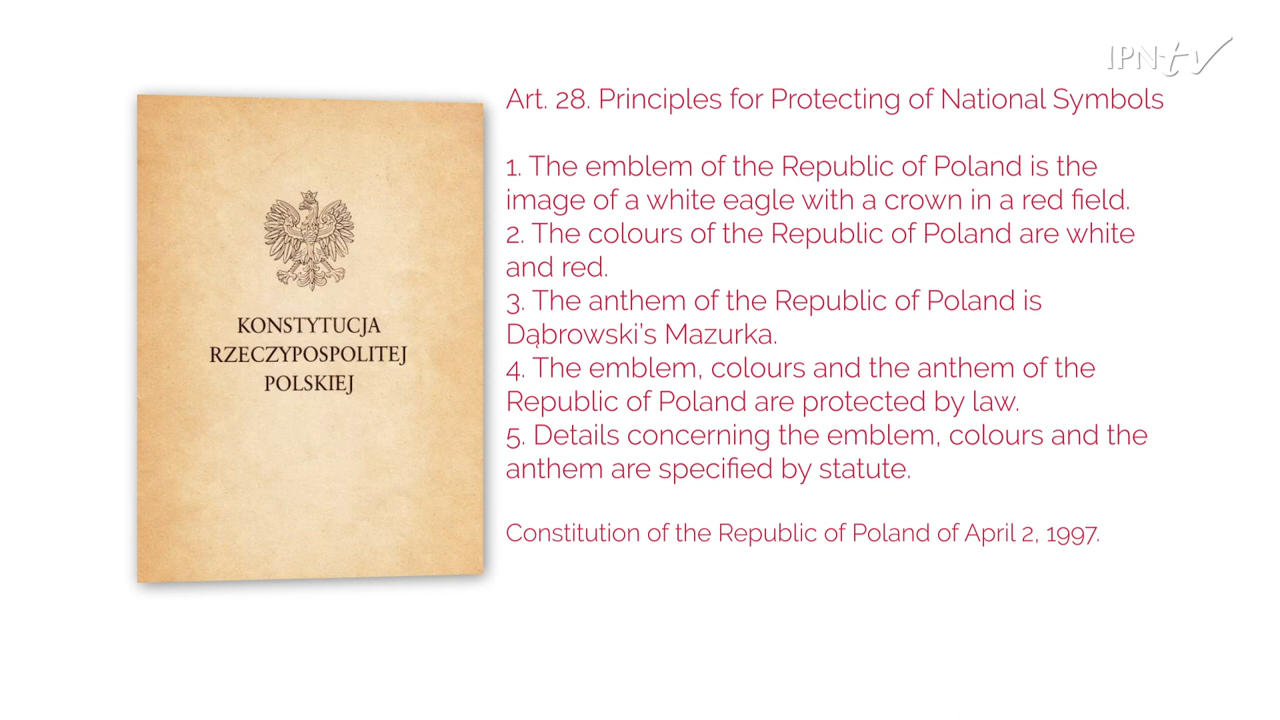 IPNtv
Art. 28. Principles for Protecting of National Symbols
1. The emblem of the Republic of Poland is the
image of a white eagle with a crown in a red field.
2. The colours of the Republic of Poland are white
and red.
3. The anthem of the Republic of Poland is
Dąbrowski's Mazurka.
4. The emblem, colours and the anthem of the
Republic of Poland are protected by law.
5. Details concerning the emblem, colours and the
anthem are specified by statute.
Constitution of the Republic of Poland of April 2, 1997.
KONSTYTUCJA
RZECZYPOSPOLITEJ
POLSKIEJ